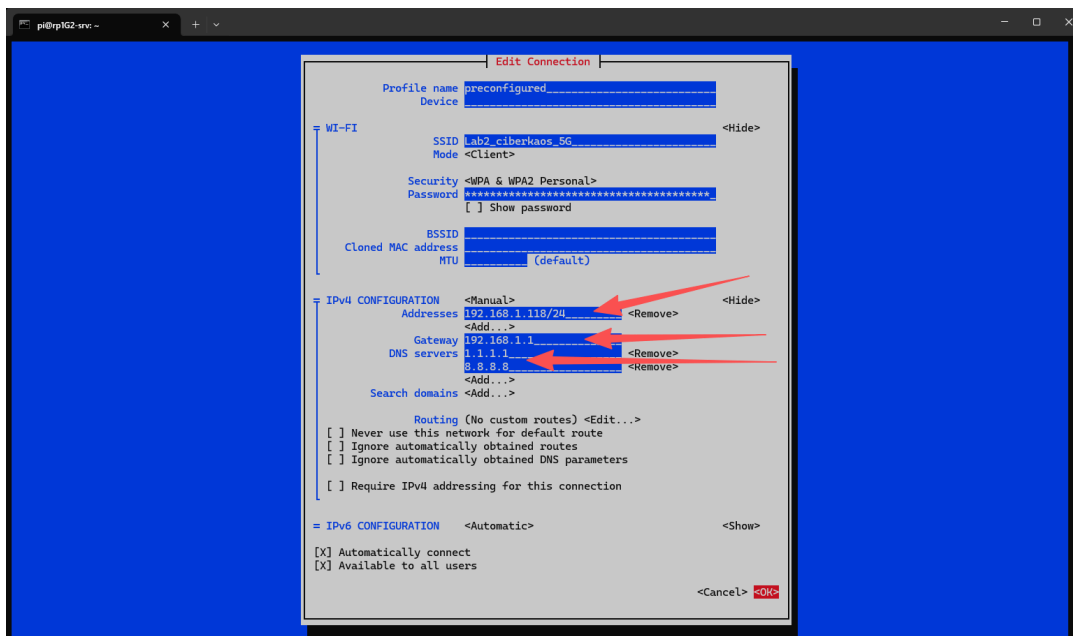 pi@rp1G2-srv: ~
Edit Connection
Profile name preconfigured
Device
WI-FI <Hide>
SSID Lab2_ciberkaos_5G
Mode <Client>
Security <WPA & WPA2 Personal>
Password ***************************************
[ ] Show password
BSSID
Cloned MAC address
MTU (default)
IPv4 CONFIGURATION <Manual> <Hide>
Addresses 192.168.1.118/24 <Remove>
<Add...>
Gateway 192.168.1.1
DNS servers 1.1.1.1 <Remove>
8.8.8.8 <Remove>
<Add...>
Search domains <Add...>
Routing (No custom routes) <Edit...>
[ ] Never use this network for default route
[ ] Ignore automatically obtained routes
[ ] Ignore automatically obtained DNS parameters
[ ] Require IPv4 addressing for this connection
= IPv6 CONFIGURATION <Automatic> <Show>
[X] Automatically connect
[X] Available to all users
<Cancel> <OK>